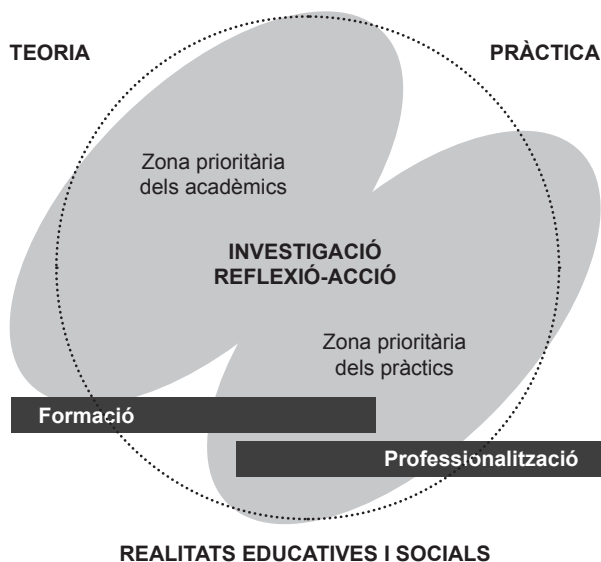 TEORIA
PRÀCTICA
Zona prioritària
dels acadèmics
INVESTIGACIÓ
REFLEXIÓ-ACCIÓ
Zona prioritària
dels pràctics
Formació
Professionalització
REALITATS EDUCATIVES I SOCIALS